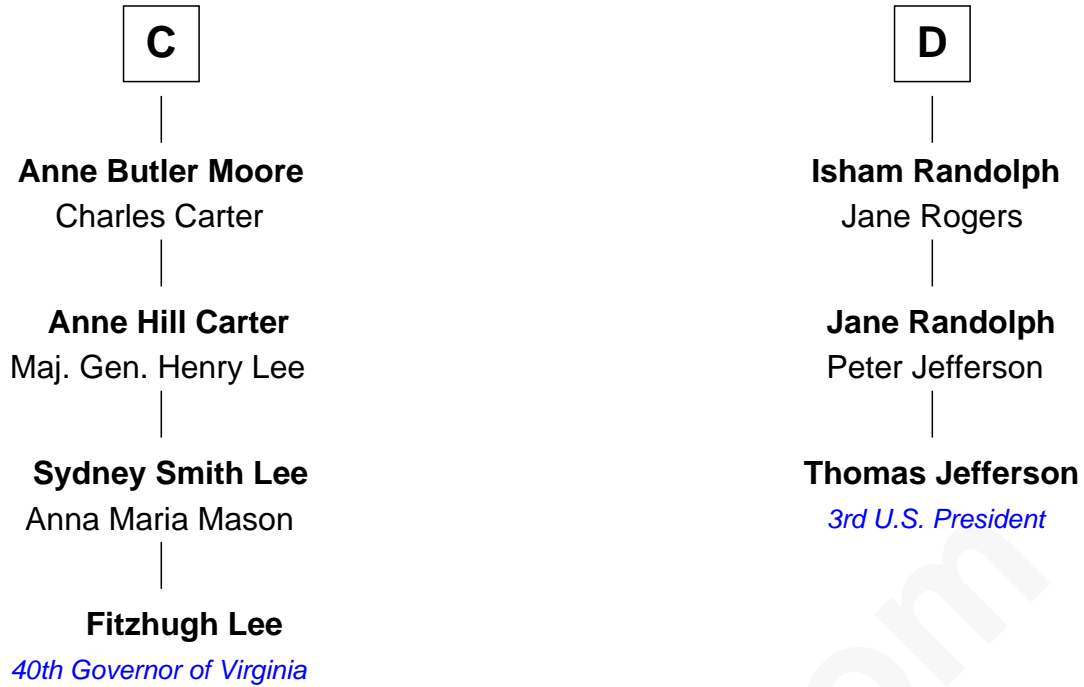 C
Anne Butler Moore
Charles Carter
Anne Hill Carter
Maj. Gen. Henry Lee
Sydney Smith Lee
Anna Maria Mason
Fitzhugh Lee
40th Governor of Virginia
D
Isham Randolph
Jane Rogers
Jane Randolph
Peter Jefferson
Thomas Jefferson
3rd U.S. President
om